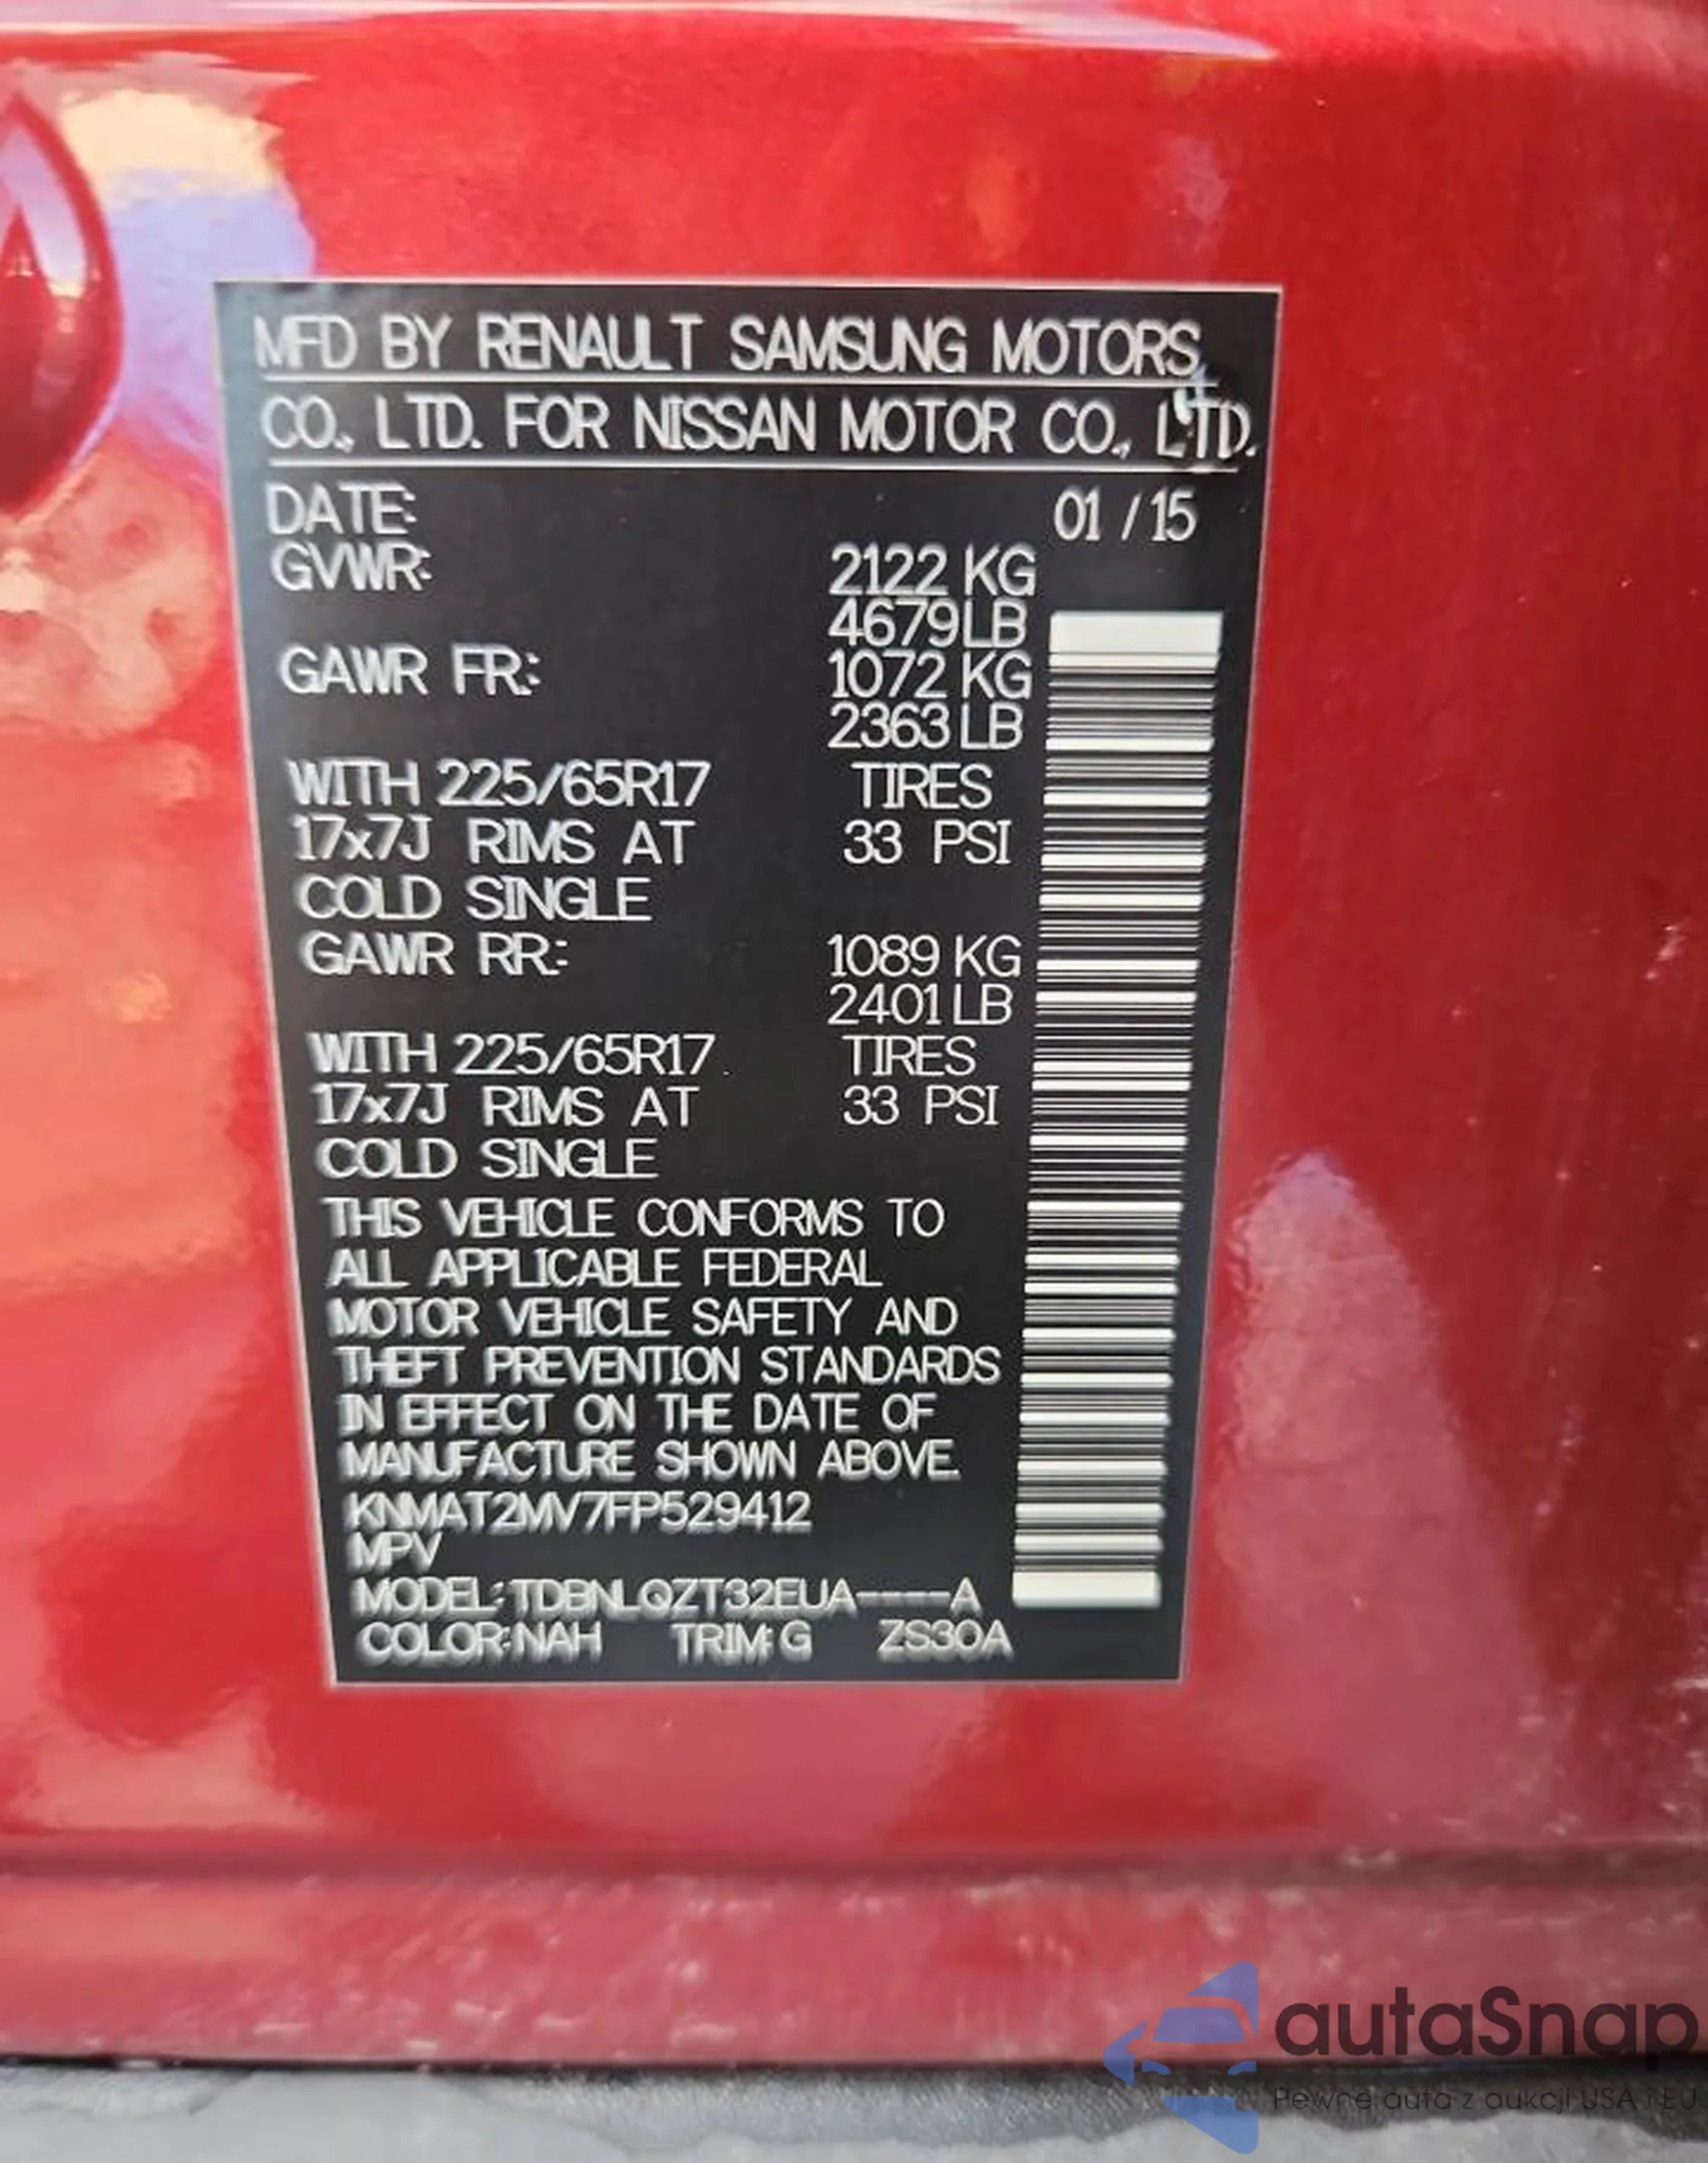 MFD BY RENAULT SAMSUNG MOTORS
CO., LTD. FOR NISSAN MOTOR CO., LTD.
DATE: 01 / 15
GVWR: 2122 KG
4679 LB
GAWR FR.: 1072 KG
2363 LB
WITH 225/65R17 TIRES
17x7J RIMS AT 33 PSI
COLD SINGLE
GAWR RR.: 1089 KG
2401 LB
WITH 225/65R17 TIRES
17x7J RIMS AT 33 PSI
COLD SINGLE
THIS VEHICLE CONFORMS TO
ALL APPLICABLE FEDERAL
MOTOR VEHICLE SAFETY AND
THEFT PREVENTION STANDARDS
IN EFFECT ON THE DATE OF
MANUFACTURE SHOWN ABOVE.
KNMAT2MV7FP529412
MPV
MODEL:TDBNLQZT32EUA----A
COLOR:NAH TRIM:G ZS30A
autaSnap
Pewne auta z aukcji USA i EU